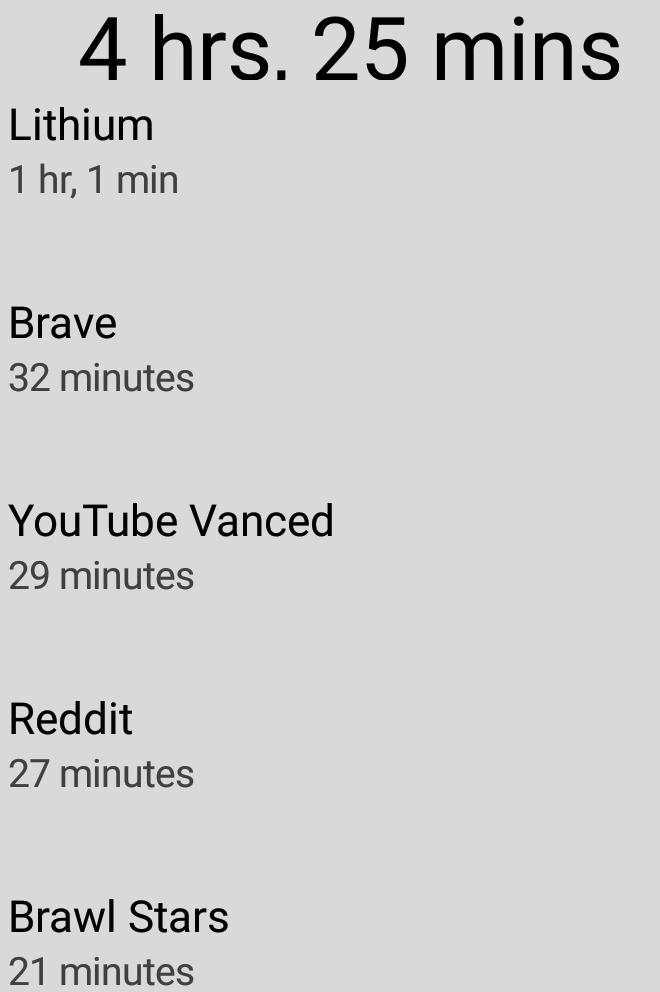 4 hrs. 25 mins
Lithium
1 hr, 1 min
Brave
32 minutes
YouTube Vanced
29 minutes
Reddit
27 minutes
Brawl Stars
21 minutes